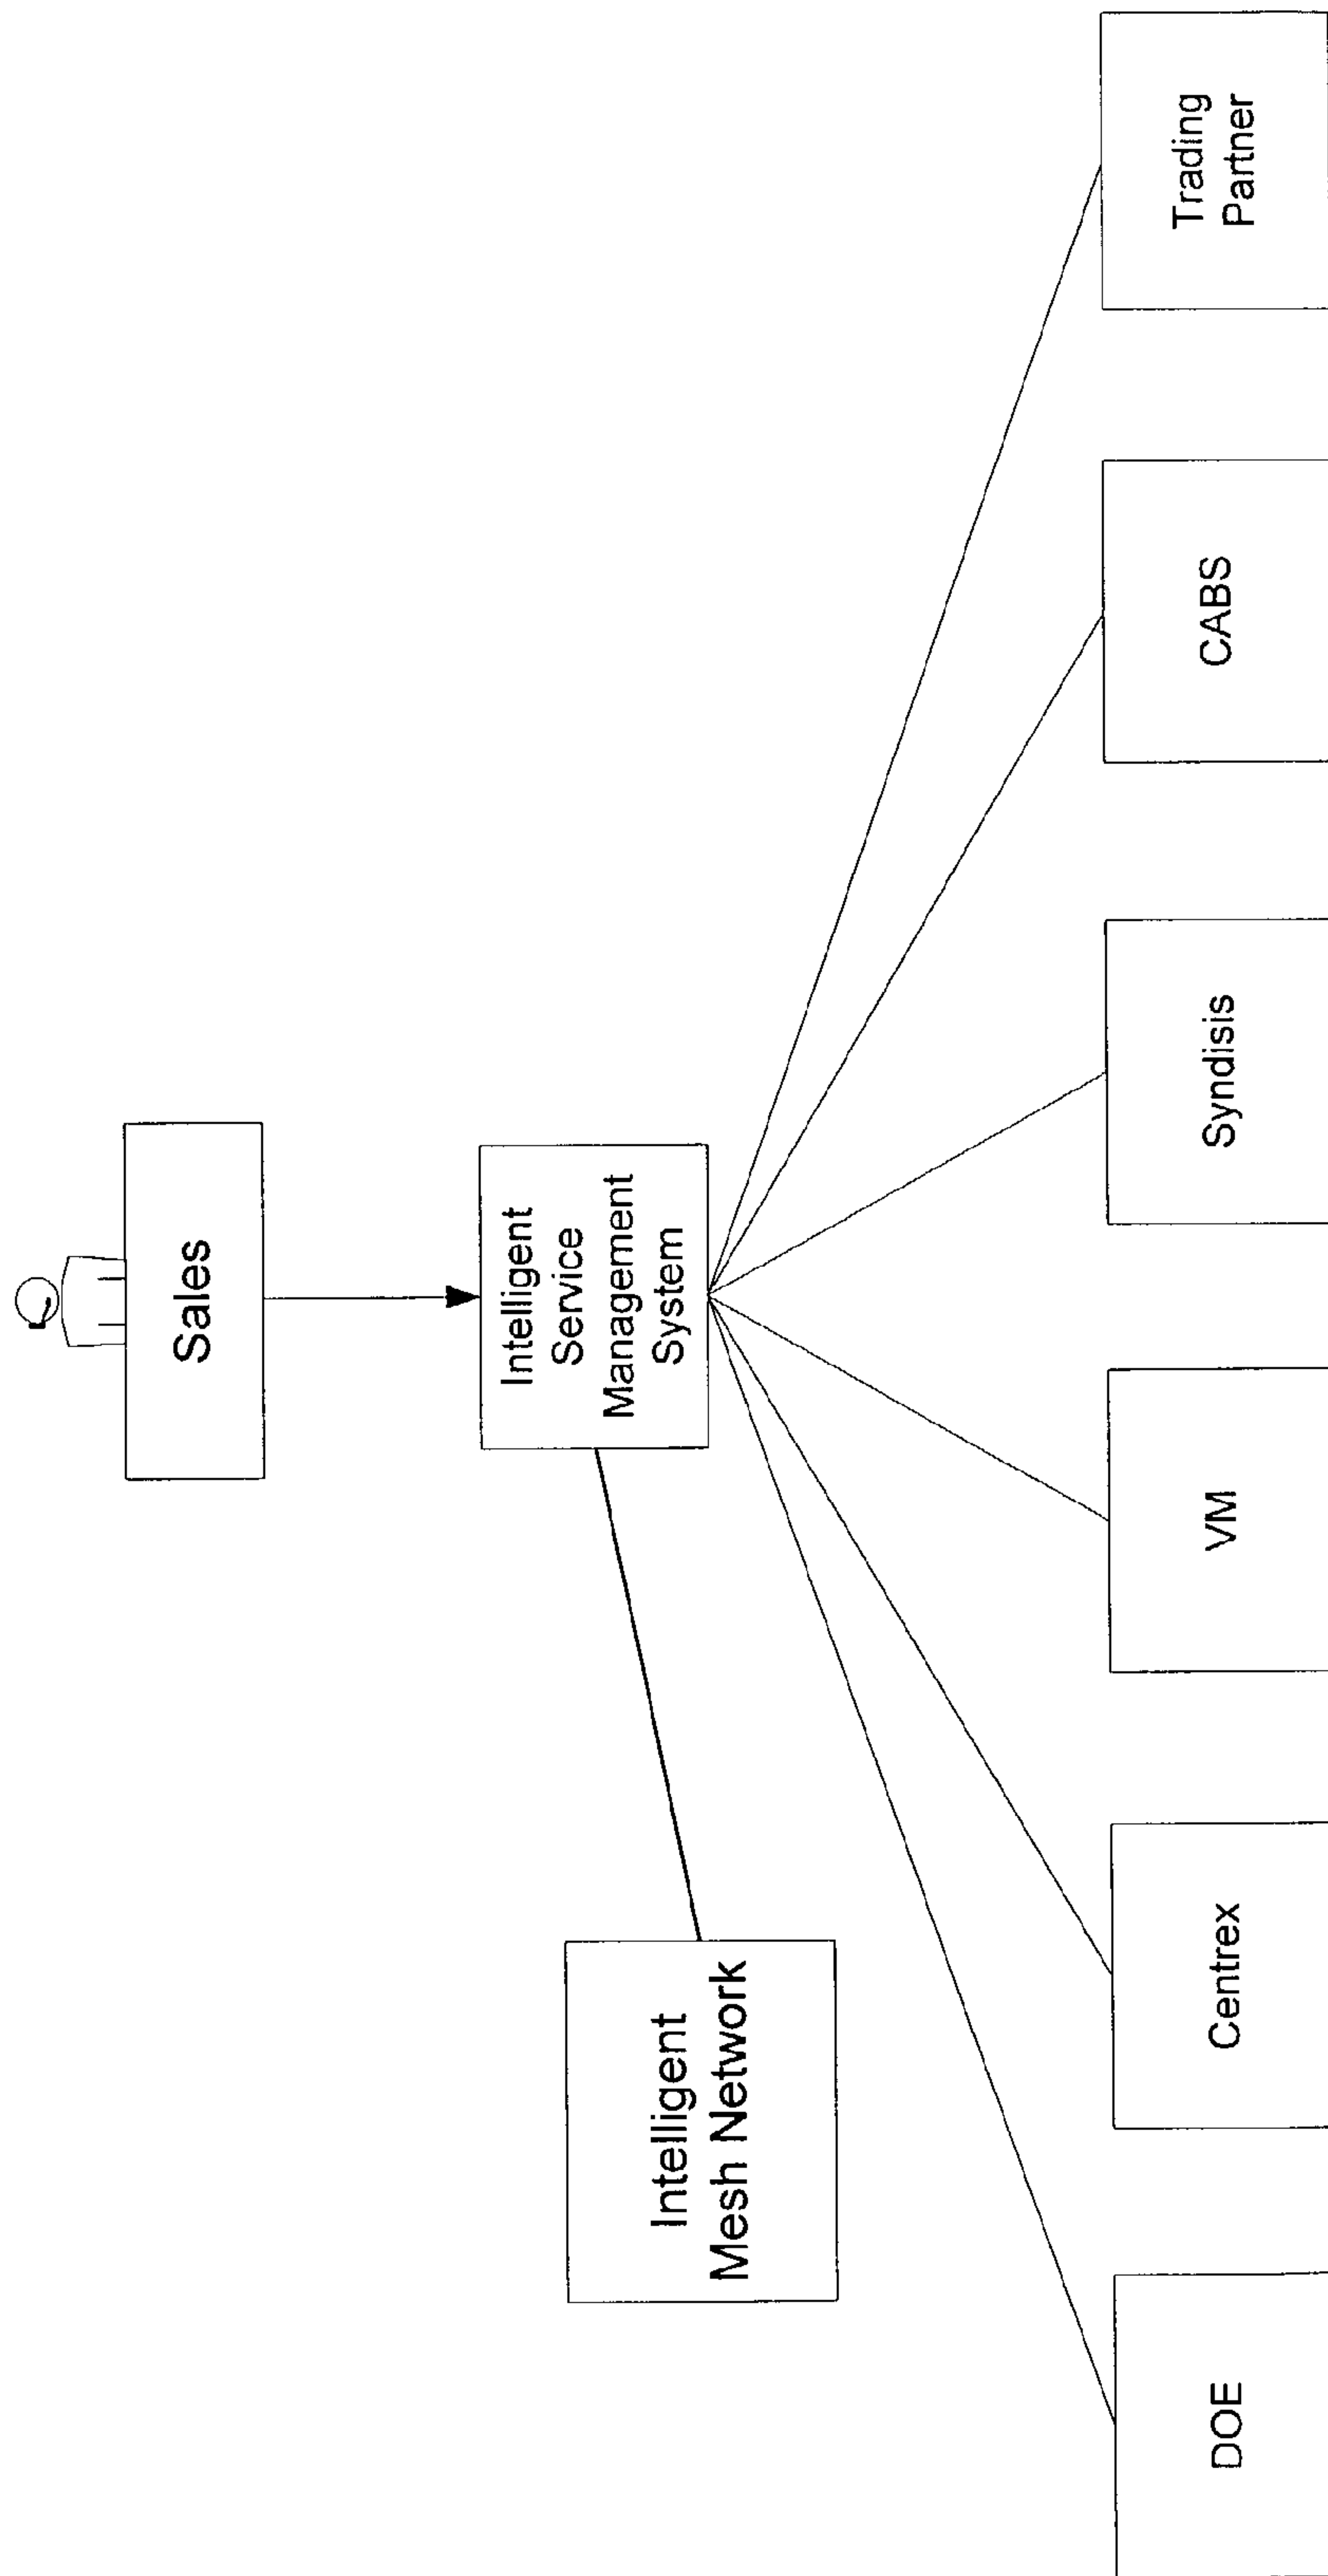 Sales
Intelligent
Service
Management
System
Intelligent
Mesh Network
DOE
Centrex
VM
Syndisis
CABS
Trading
Partner